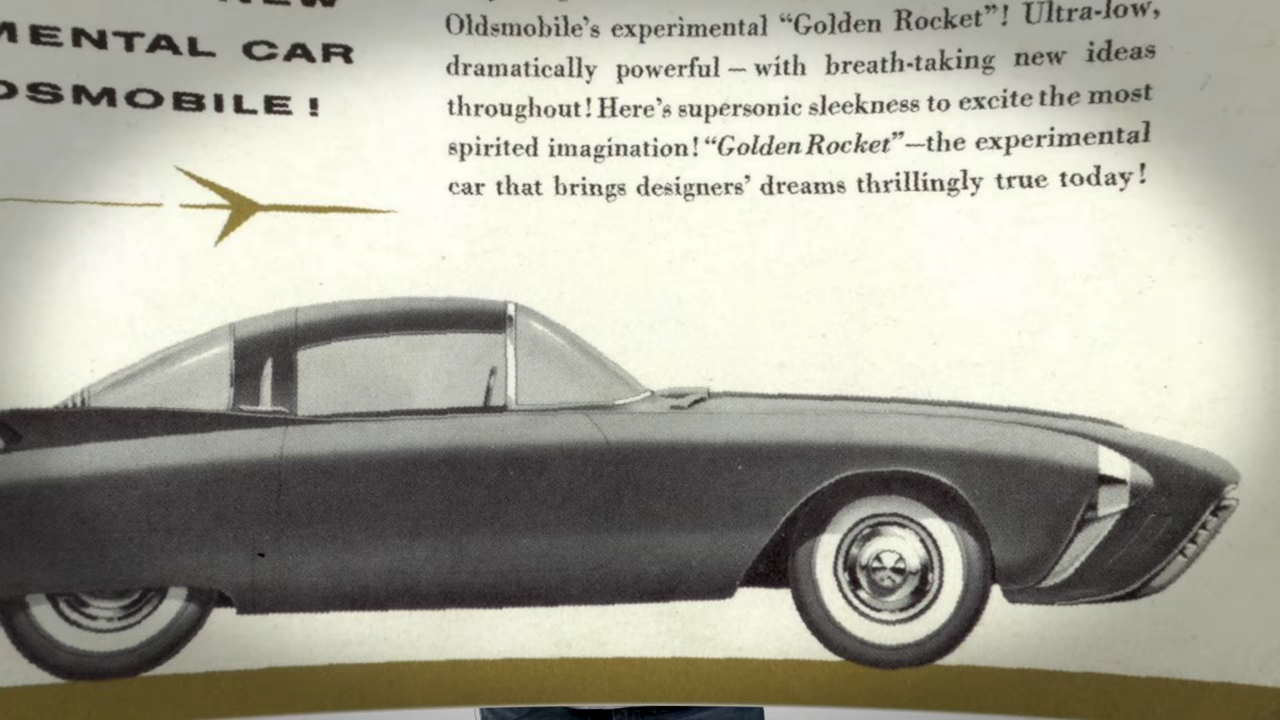 NEW
MENTAL CAR
OSMOBILE!
Oldsmobile's experimental “Golden Rocket”! Ultra-low,
dramatically powerful — with breath-taking new ideas
throughout! Here's supersonic sleekness to excite the most
spirited imagination! “Golden Rocket”—the experimental
car that brings designers' dreams thrillingly true today!